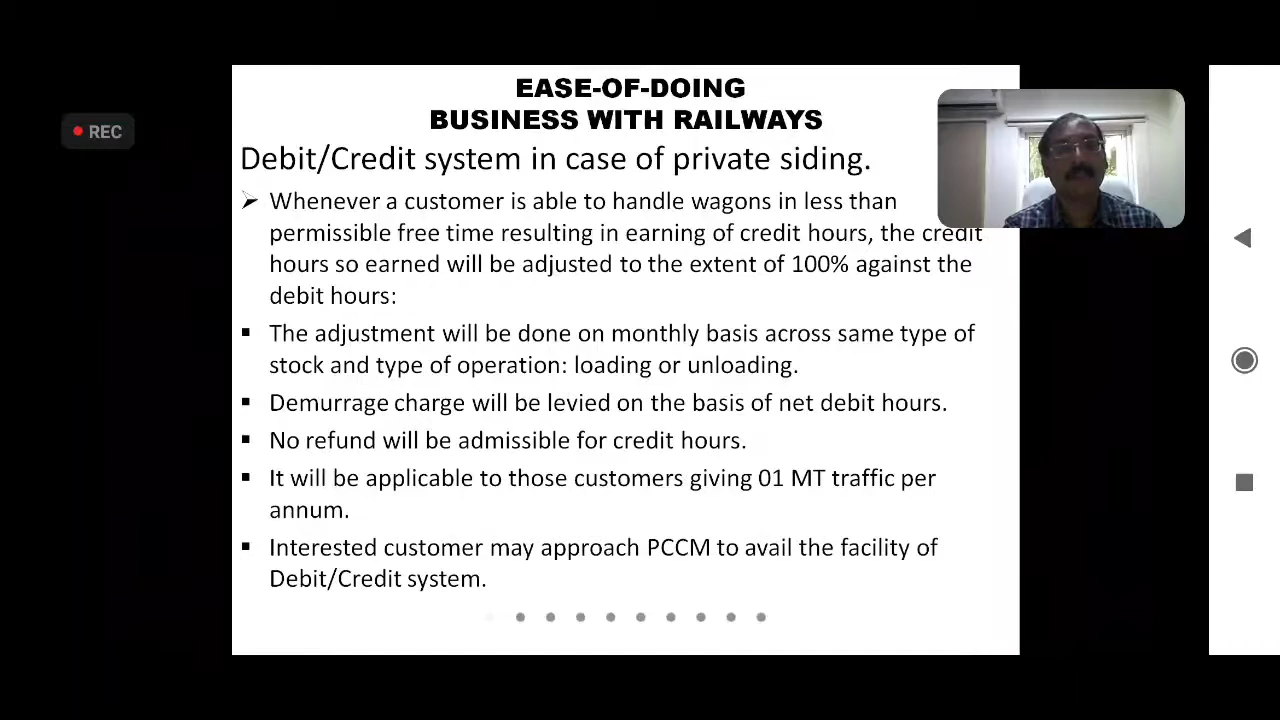 REC
EASE-OF-DOING
BUSINESS WITH RAILWAYS
Debit/Credit system in case of private siding.
➢ Whenever a customer is able to handle wagons in less than
permissible free time resulting in earning of credit hours, the credit
hours so earned will be adjusted to the extent of 100% against the
debit hours:
▪ The adjustment will be done on monthly basis across same type of
stock and type of operation: loading or unloading.
▪ Demurrage charge will be levied on the basis of net debit hours.
▪ No refund will be admissible for credit hours.
▪ It will be applicable to those customers giving 01 MT traffic per
annum.
▪ Interested customer may approach PCCM to avail the facility of
Debit/Credit system.